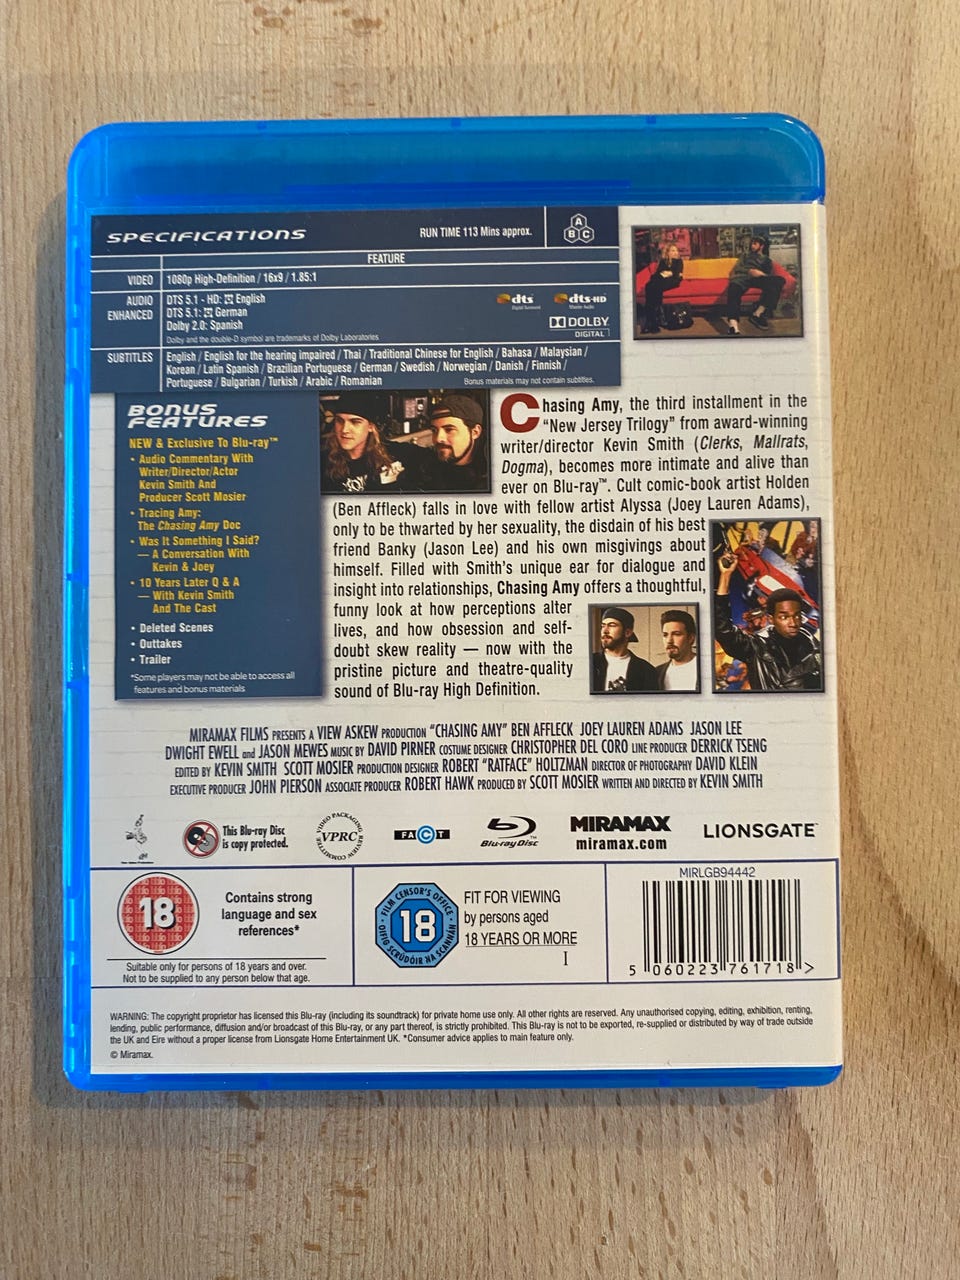 SPECIFICATIONS
RUN TIME 113 Mins approx.
A
B C
FEATURE
VIDEO
1080p High-Definition / 16x9 / 1.85:1
AUDIO
ENHANCED
DTS 5.1 - HD: English
DTS 5.1: German
Dolby 2.0: Spanish
Dolby and the double-D symbol are trademarks of Dolby Laboratories
dts
Digital Surround
dts-HD
Master Audio
DOLBY
DIGITAL
SUBTITLES
English / English for the hearing impaired / Thai / Traditional Chinese for English / Bahasa / Malaysian /
Korean / Latin Spanish / Brazilian Portuguese / German / Swedish / Norwegian / Danish / Finnish /
Portuguese / Bulgarian / Turkish / Arabic / Romanian
Bonus materials may not contain subtitles.
BONUS
FEATURES
NEW & Exclusive To Blu-ray™
• Audio Commentary With
Writer/Director/Actor
Kevin Smith And
Producer Scott Mosier
• Tracing Amy:
The Chasing Amy Doc
• Was It Something I Said?
— A Conversation With
Kevin & Joey
• 10 Years Later Q & A
— With Kevin Smith
And The Cast
• Deleted Scenes
• Outtakes
• Trailer
*Some players may not be able to access all
features and bonus materials
Chasing Amy, the third installment in the
"New Jersey Trilogy" from award-winning
writer/director Kevin Smith (Clerks, Mallrats,
Dogma), becomes more intimate and alive than
ever on Blu-ray™. Cult comic-book artist Holden
(Ben Affleck) falls in love with fellow artist Alyssa (Joey Lauren Adams),
only to be thwarted by her sexuality, the disdain of his best
friend Banky (Jason Lee) and his own misgivings about
himself. Filled with Smith's unique ear for dialogue and
insight into relationships, Chasing Amy offers a thoughtful,
funny look at how perceptions alter
lives, and how obsession and self-
doubt skew reality — now with the
pristine picture and theatre-quality
sound of Blu-ray High Definition.
MIRAMAX FILMS PRESENTS A VIEW ASKEW PRODUCTION "CHASING AMY" BEN AFFLECK JOEY LAUREN ADAMS JASON LEE
DWIGHT EWELL and JASON MEWES MUSIC BY DAVID PIRNER COSTUME DESIGNER CHRISTOPHER DEL CORO LINE PRODUCER DERRICK TSENG
EDITED BY KEVIN SMITH SCOTT MOSIER PRODUCTION DESIGNER ROBERT "RATFACE" HOLTZMAN DIRECTOR OF PHOTOGRAPHY DAVID KLEIN
EXECUTIVE PRODUCER JOHN PIERSON ASSOCIATE PRODUCER ROBERT HAWK PRODUCED BY SCOTT MOSIER WRITTEN AND DIRECTED BY KEVIN SMITH
This Blu-ray Disc
is copy protected.
VIDEO PACKAGING REVIEW COMMITTEE
VPRC
FACT
Blu-ray Disc™
MIRAMAX
miramax.com
LIONSGATE™
18
Contains strong
language and sex
references*
Suitable only for persons of 18 years and over.
Not to be supplied to any person below that age.
FILM CENSOR'S OFFICE
18
OIFIG SCRÚDÓIR NA SCANNÁN
FIT FOR VIEWING
by persons aged
18 YEARS OR MORE
I
MIRLGB94442
5 060223 761718 >
WARNING: The copyright proprietor has licensed this Blu-ray (including its soundtrack) for private home use only. All other rights are reserved. Any unauthorised copying, editing, exhibition, renting,
lending, public performance, diffusion and/or broadcast of this Blu-ray, or any part thereof, is strictly prohibited. This Blu-ray is not to be exported, re-supplied or distributed by way of trade outside
the UK and Eire without a proper license from Lionsgate Home Entertainment UK. *Consumer advice applies to main feature only.
© Miramax.